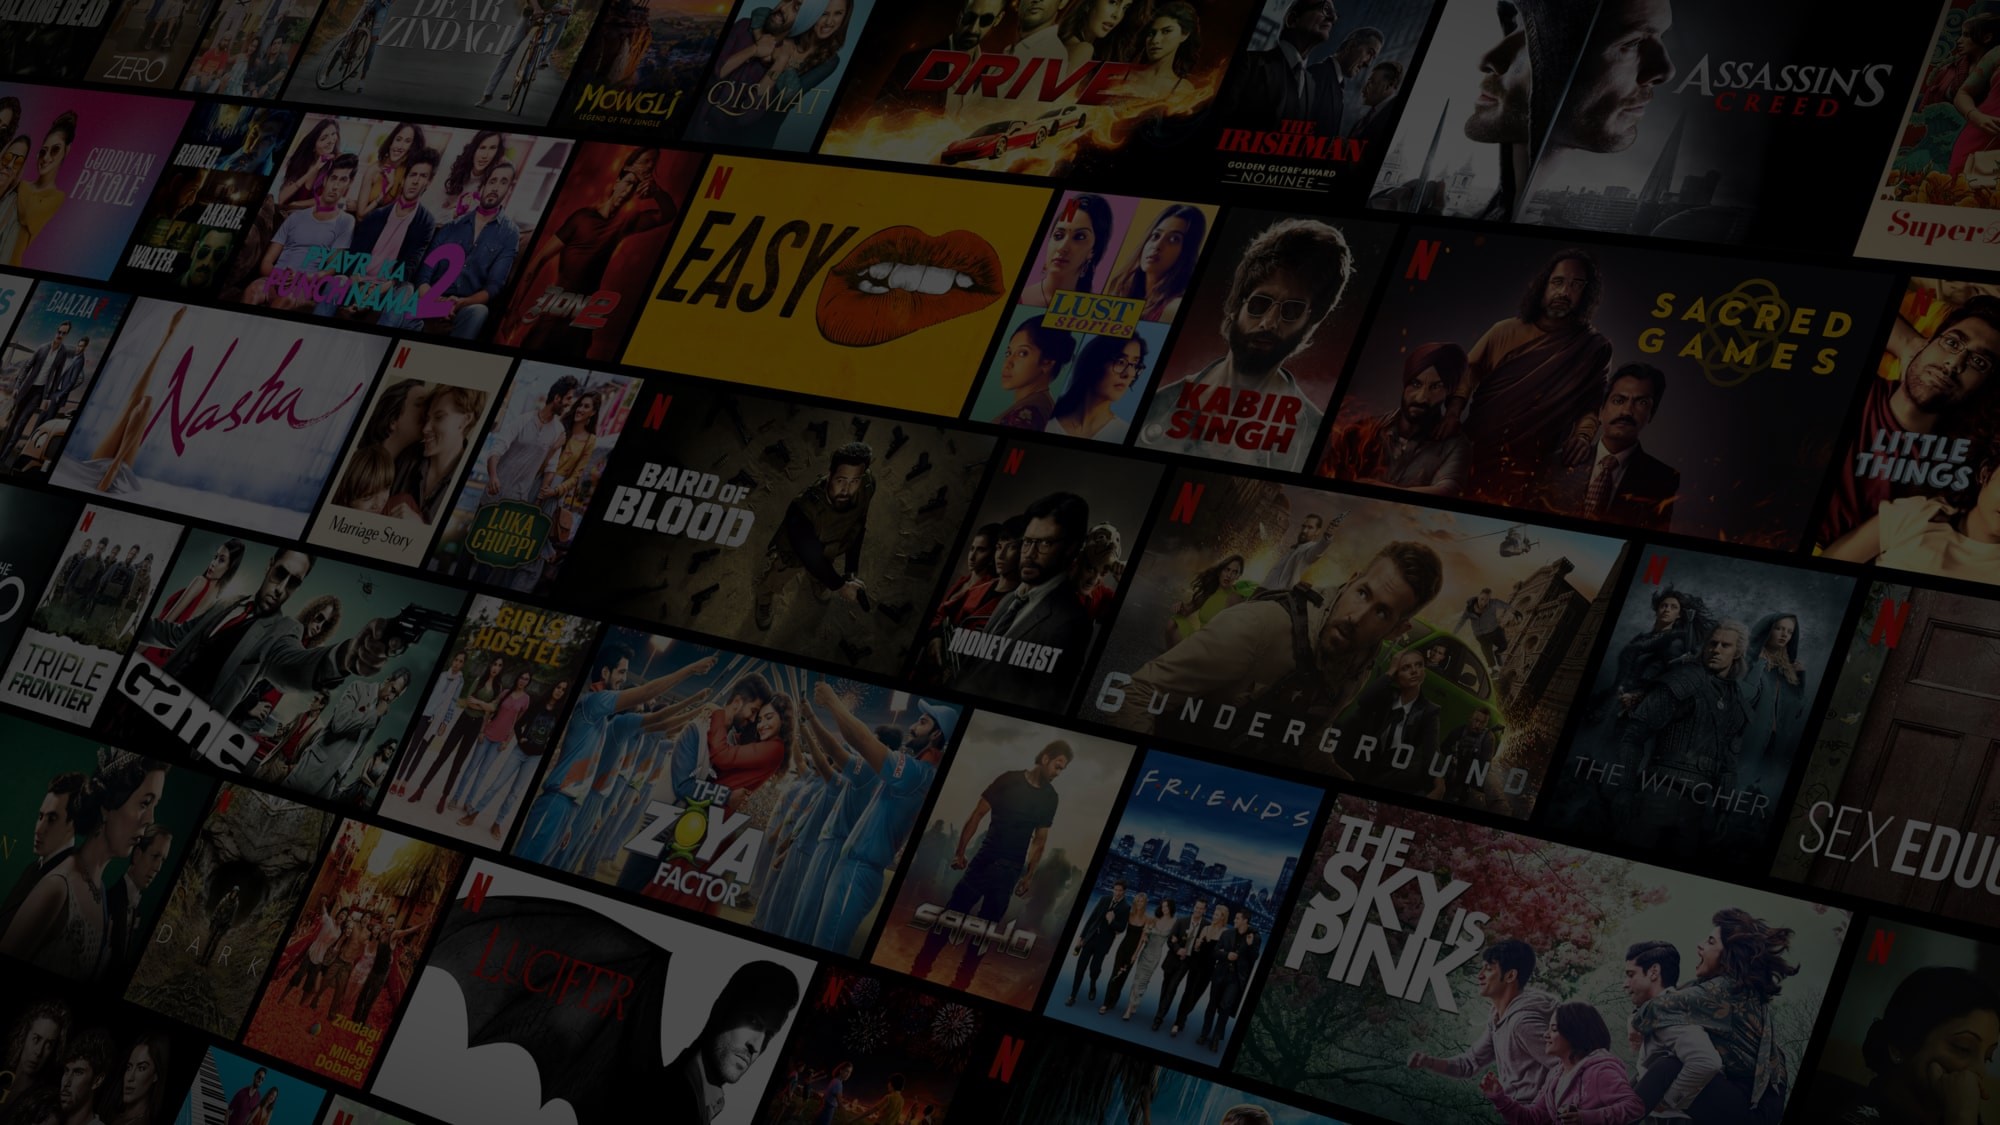 ALKING DEAD
ZERO
DEAR
ZINDAGI
MOWGLI
LEGEND OF THE JUNGLE
QISMAT
DRIVE
THE
IRISHMAN
GOLDEN GLOBE® AWARD
NOMINEE
ASSASSIN'S
CREED
Super
GUDDIYAN
PATOLE
ROMEO.
AKBAR.
WALTER.
PYAAR KA
PUNCHNAMA 2
DON 2
N
EASY
N
LUST
stories
KABIR
SINGH
N
SACRED
GAMES
N
LITTLE
THINGS
BAAZAAR
Nasha
N
Marriage Story
LUKA
CHUPPI
N
BARD OF
BLOOD
N
MONEY HEIST
N
6 UNDERGROUND
N
THE WITCHER
N
SEX EDUC
HE
O
N
TRIPLE
FRONTIER
GAME
GIRLS
HOSTEL
THE
ZOYA
FACTOR
SAAHO
F·R·I·E·N·D·S
THE
SKY IS
PINK
N
N
N
DARK
Zindagi
Na
Milegi
Dobara
N
LUCIFER
N
N
N